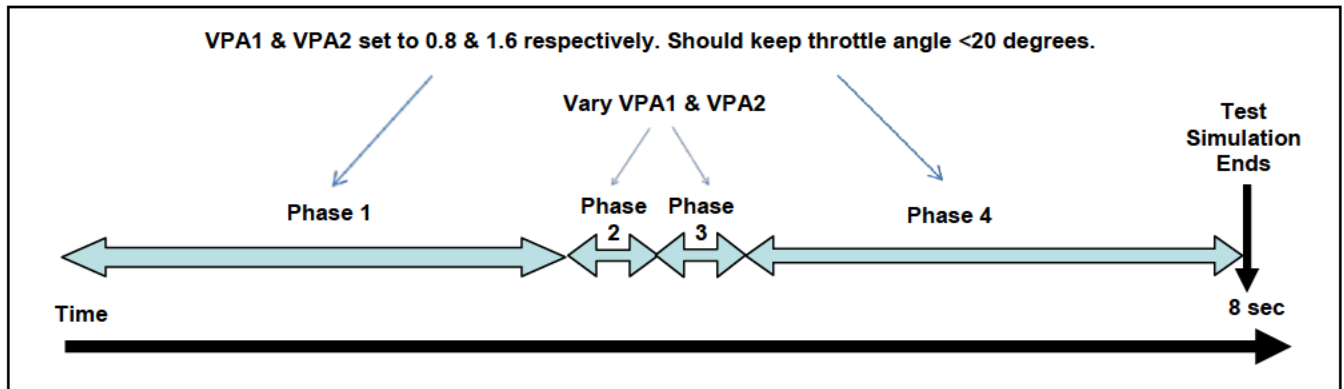 VPA1 & VPA2 set to 0.8 & 1.6 respectively. Should keep throttle angle <20 degrees.
Vary VPA1 & VPA2
Test
Simulation
Ends
Phase 1
Phase
2
Phase
3
Phase 4
Time
8 sec